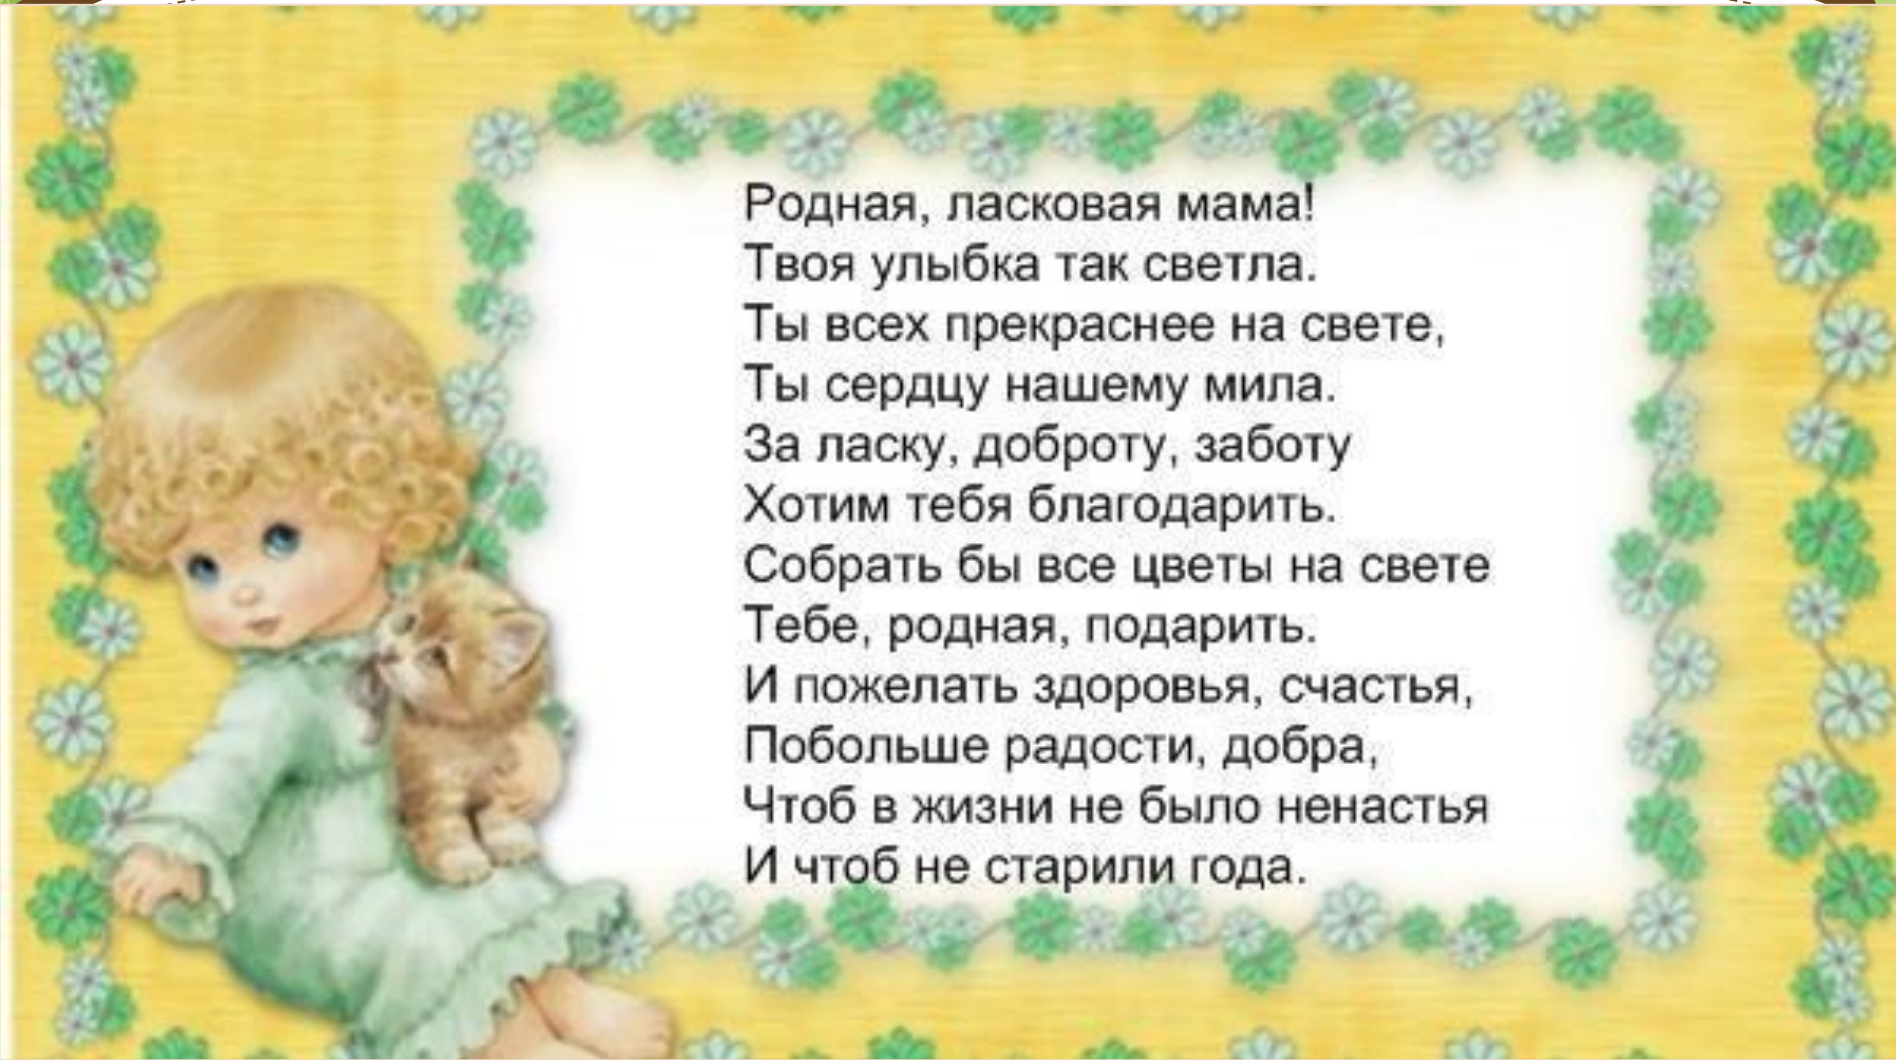 Родная, ласковая мама!
Твоя улыбка так светла.
Ты всех прекраснее на свете,
Ты сердцу нашему мила.
За ласку, доброту, заботу
Хотим тебя благодарить.
Собрать бы все цветы на свете
Тебе, родная, подарить.
И пожелать здоровья, счастья,
Побольше радости, добра,
Чтоб в жизни не было ненастья
И чтоб не старили года.